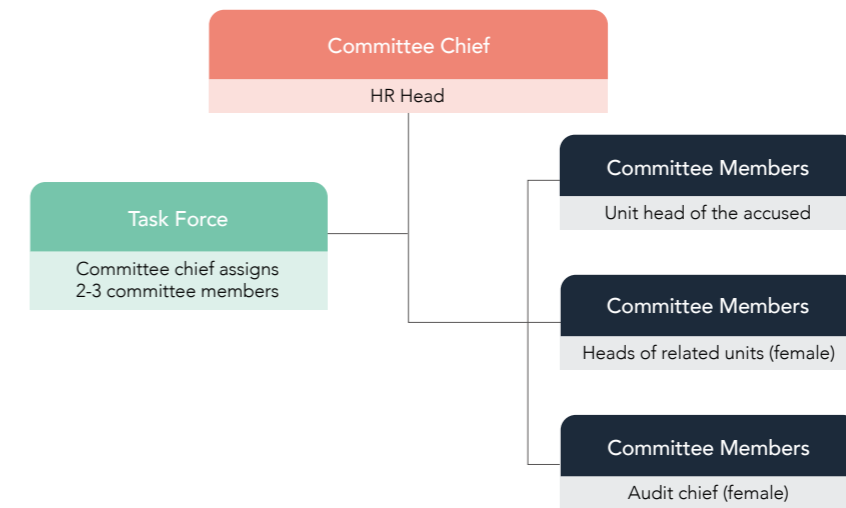 Committee Chief
HR Head
Task Force
Committee chief assigns
2-3 committee members
Committee Members
Unit head of the accused
Committee Members
Heads of related units (female)
Committee Members
Audit chief (female)